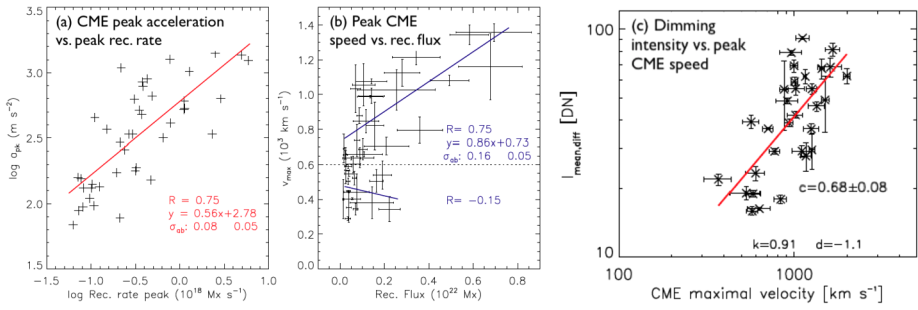 (a) CME peak acceleration
vs. peak rec. rate
log a_pk (m s⁻²)
3.5
3.0
2.5
2.0
1.5
R = 0.75
y = 0.56x+2.78
σ_ab: 0.08 0.05
-1.5 -1.0 -0.5 0.0 0.5 1.0
log Rec. rate peak (10¹⁸ Mx s⁻¹)
(b) Peak CME
speed vs. rec. flux
v_max (10³ km s⁻¹)
1.4
1.2
1.0
0.8
0.6
0.4
0.2
0.0
R= 0.75
y= 0.86x+0.73
σ_ab: 0.16 0.05
R= -0.15
0.0 0.2 0.4 0.6 0.8
Rec. Flux (10²² Mx)
(c) Dimming
intensity vs. peak
CME speed
I_mean,diff [DN]
100
10
c=0.68±0.08
k=0.91 d=-1.1
100 1000
CME maximal velocity [km s⁻¹]